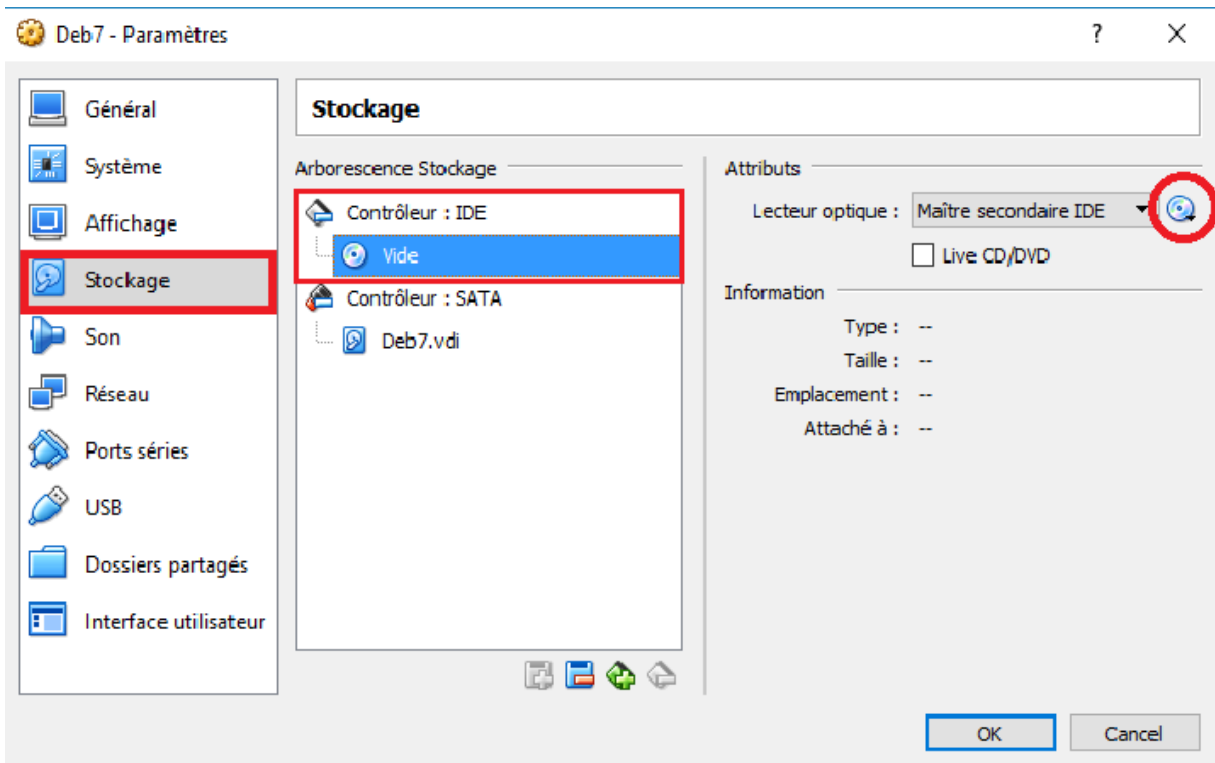 Deb7 - Paramètres
?
Général
Système
Affichage
Stockage
Son
Réseau
Ports séries
USB
Dossiers partagés
Interface utilisateur
Stockage
Arborescence Stockage
Contrôleur : IDE
Vide
Contrôleur : SATA
Deb7.vdi
Attributs
Lecteur optique : Maître secondaire IDE
Live CD/DVD
Information
Type : --
Taille : --
Emplacement : --
Attaché à : --
OK
Cancel